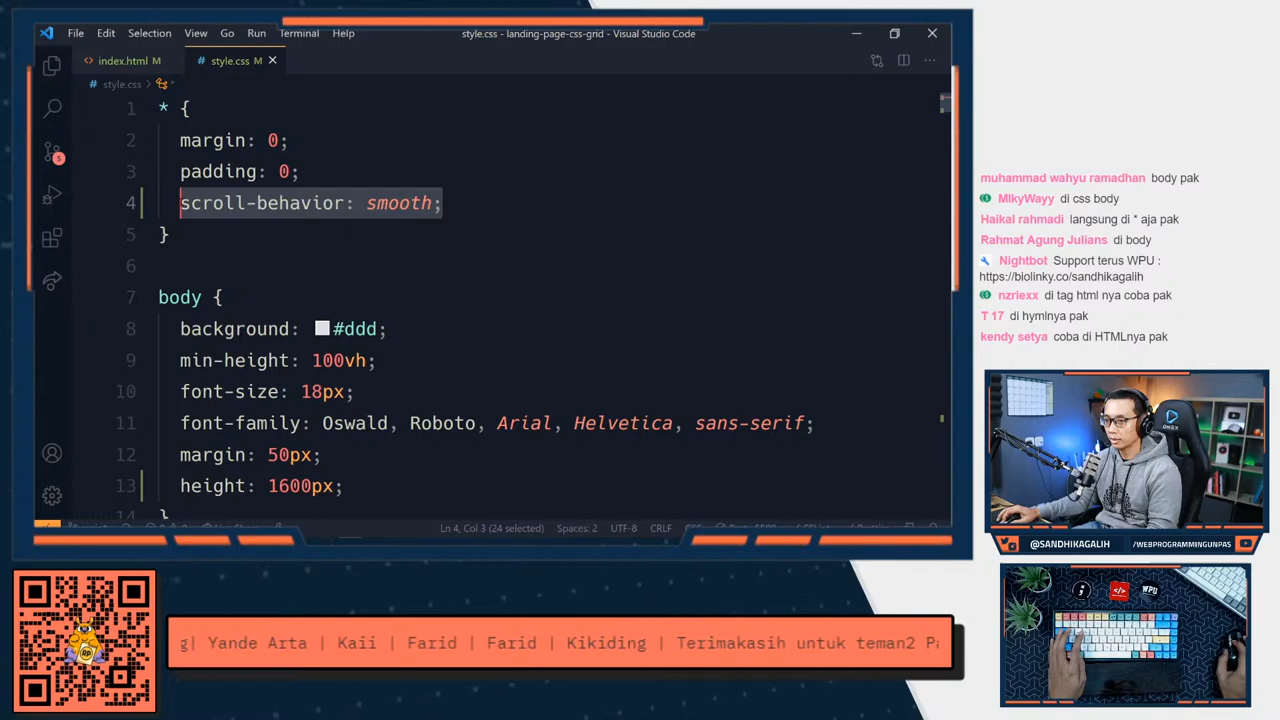 File Edit Selection View Go Run Terminal Help style.css - landing-page-css-grid - Visual Studio Code
index.html M style.css M
style.css
1 * {
2 margin: 0;
3 padding: 0;
4 scroll-behavior: smooth;
5 }
6
7 body {
8 background: #ddd;
9 min-height: 100vh;
10 font-size: 18px;
11 font-family: Oswald, Roboto, Arial, Helvetica, sans-serif;
12 margin: 50px;
13 height: 1600px;
14 }
Ln 4, Col 3 (24 selected) Spaces: 2 UTF-8 CRLF
5
muhammad wahyu ramadhan body pak
MIkyWayy di css body
Haikal rahmadi langsung di * aja pak
Rahmat Agung Julians di body
Nightbot Support terus WPU :
https://biolinky.co/sandhikagalih
nzriexx di tag html nya coba pak
T 17 di hymlnya pak
kendy setya coba di HTMLnya pak
@SANDHIKAGALIH /WEBPROGRAMMINGUNPAS
WPU
g| Yande Arta | Kaii | Farid | Farid | Kikiding | Terimakasih untuk teman2 Pa